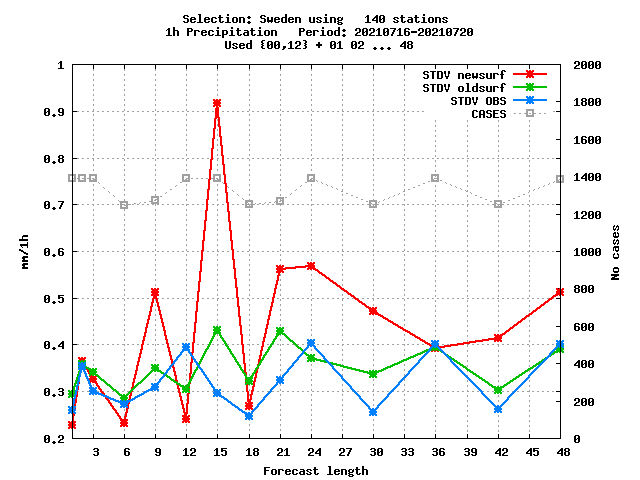 Selection: Sweden using   140 stations
1h Precipitation   Period: 20210716-20210720
Used {00,12} + 01 02 ... 48
STDV newsurf
STDV oldsurf
STDV OBS
CASES
1
0,9
0,8
0,7
0,6
0,5
0,4
0,3
0,2
mm/1h
2000
1800
1600
1400
1200
1000
800
600
400
200
0
No cases
3 6 9 12 15 18 21 24 27 30 33 36 39 42 45 48
Forecast length